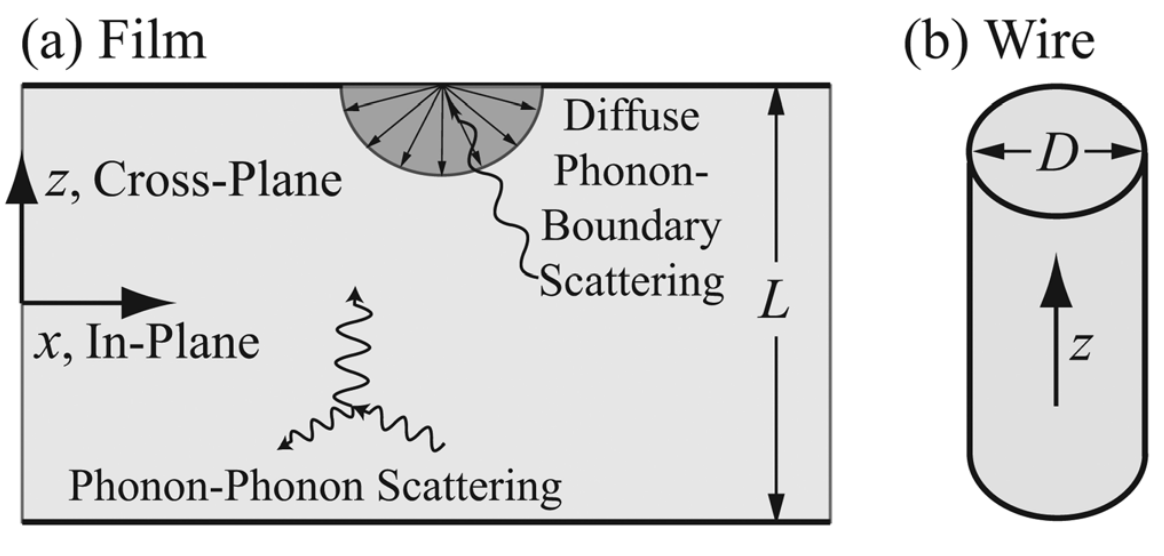 (a) Film
(b) Wire
Diffuse
Phonon-
Boundary
Scattering
z, Cross-Plane
x, In-Plane
L
Phonon-Phonon Scattering
D
z